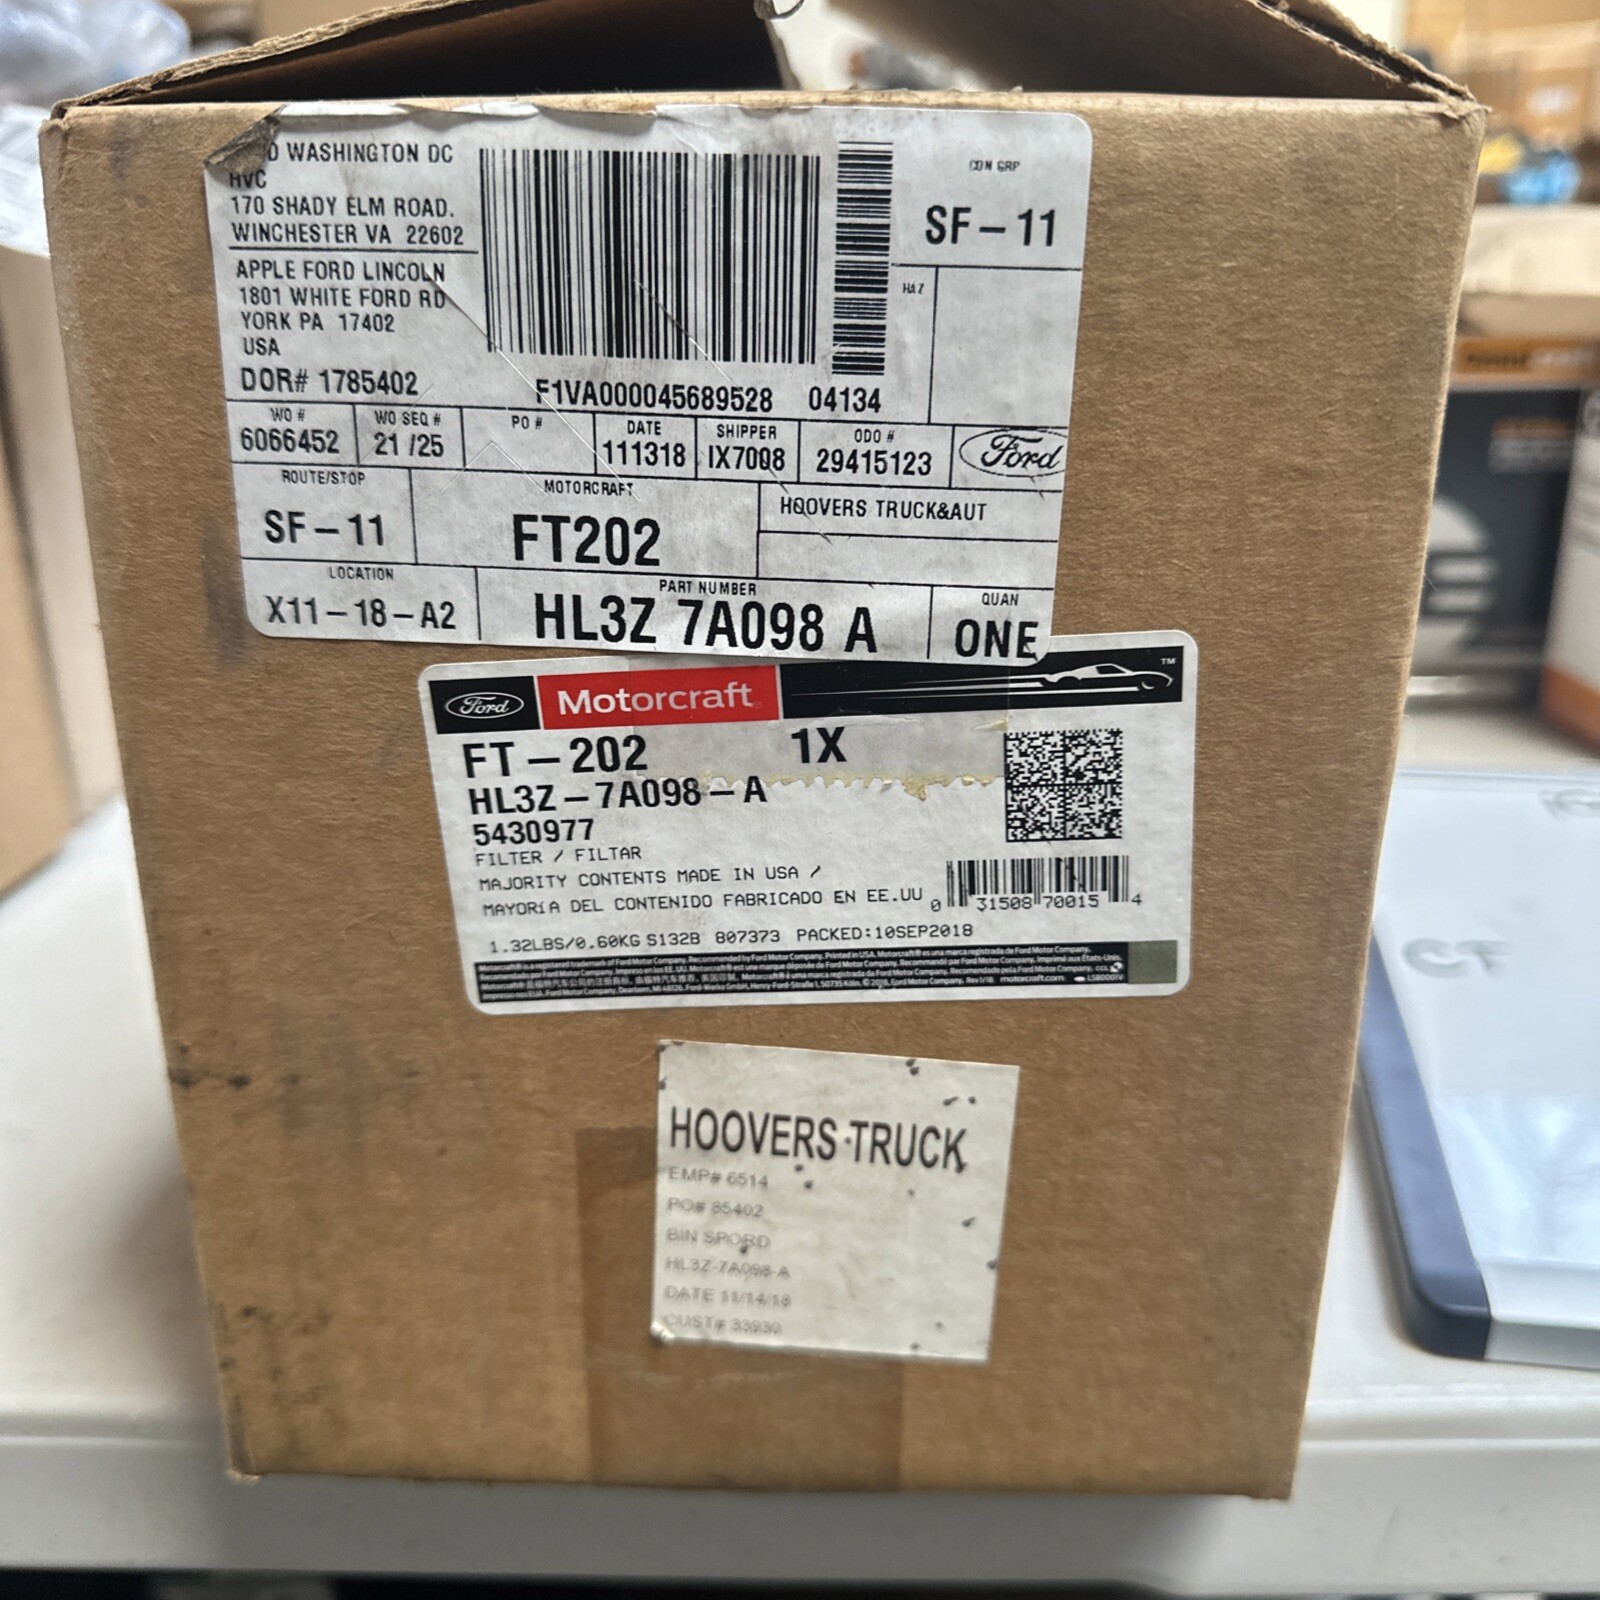 D WASHINGTON DC
HVC
170 SHADY ELM ROAD.
WINCHESTER VA 22602
APPLE FORD LINCOLN
1801 WHITE FORD RD
YORK PA 17402
USA
DOR# 1785402
F1VA000045689528 04134
CON GRP
SF-11
HAZ
WO #
6066452
WO SEQ #
21 /25
PO #
DATE
111318
SHIPPER
IX7008
ODO #
29415123
Ford
ROUTE/STOP
SF-11
MOTORCRAFT
FT202
HOOVERS TRUCK&AUT
LOCATION
X11-18-A2
PART NUMBER
HL3Z 7A098 A
QUAN
ONE
Ford Motorcraft TM
FT-202 1X
HL3Z-7A098-A
5430977
FILTER / FILTAR
MAJORITY CONTENTS MADE IN USA /
MAYORÍA DEL CONTENIDO FABRICADO EN EE.UU
0 31508 70015 4
1.32LBS/0.60KG S132B 807373 PACKED:10SEP2018
HOOVERS TRUCK
EMP# 6514
PO# 85402
BIN SPORD
HL3Z-7A098-A
DATE 11/14/18
CUST# 33930